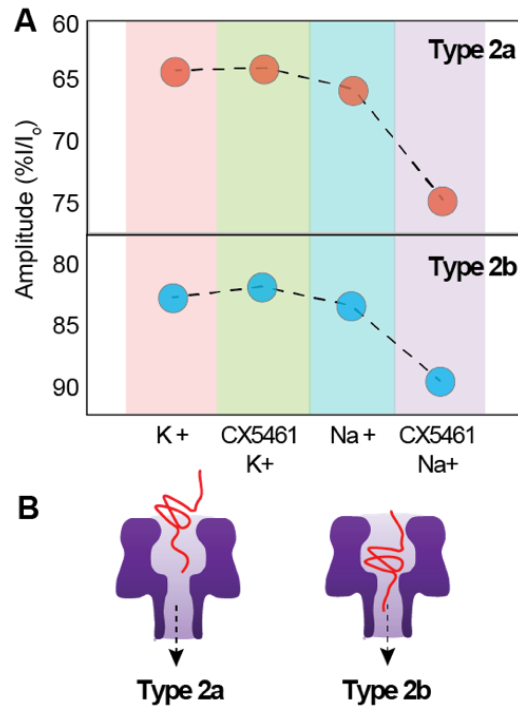 A
Amplitude (%I/Iₒ)
60
65
70
75
Type 2a
80
85
90
Type 2b
K + CX5461 Na + CX5461
K+ Na+
B
Type 2a Type 2b